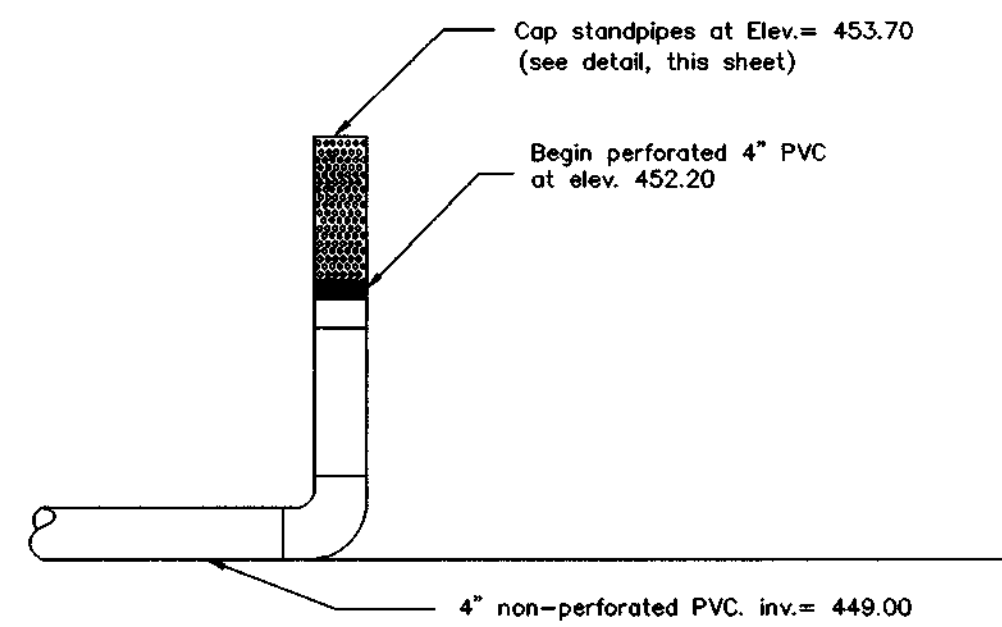 Cap standpipes at Elev.= 453.70
(see detail, this sheet)
Begin perforated 4" PVC
at elev. 452.20
4" non-perforated PVC. inv.= 449.00